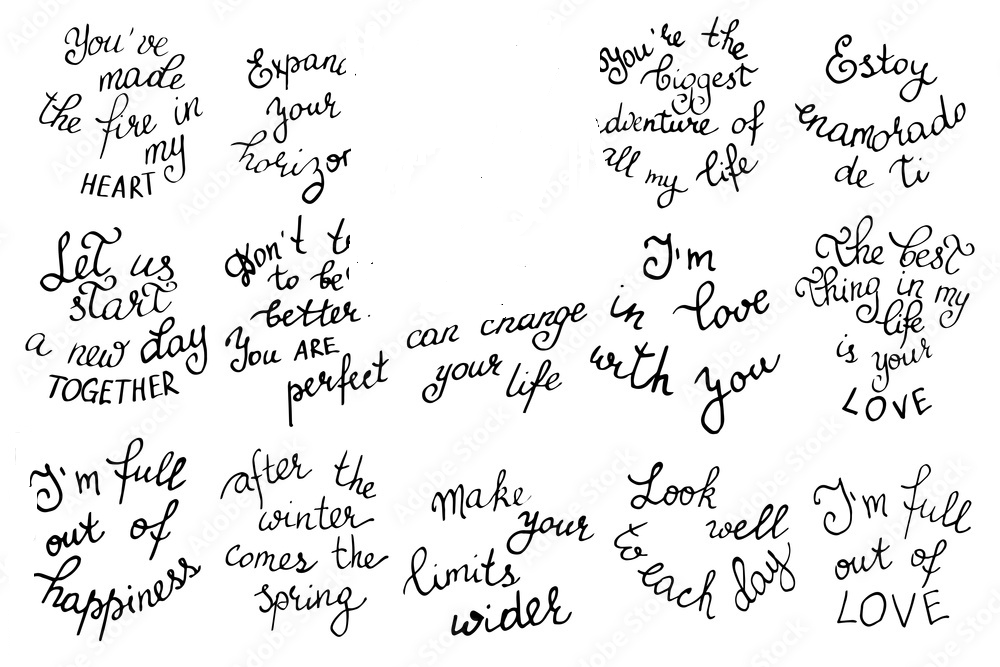 You've
made
the fire in
my
HEART
Expand
your
horizon
You're the
biggest
adventure of
all my life
Estoy
enamorado
de ti
Let us
start
a new day
TOGETHER
Don't
to be
better
You ARE
perfect
can change
your life
I'm
in love
with you
The best
thing in my
life
is your
LOVE
I'm full
out of
happiness
after the
winter
comes the
spring
make
your
limits
wider
Look
well
to each day
I'm full
out of
LOVE